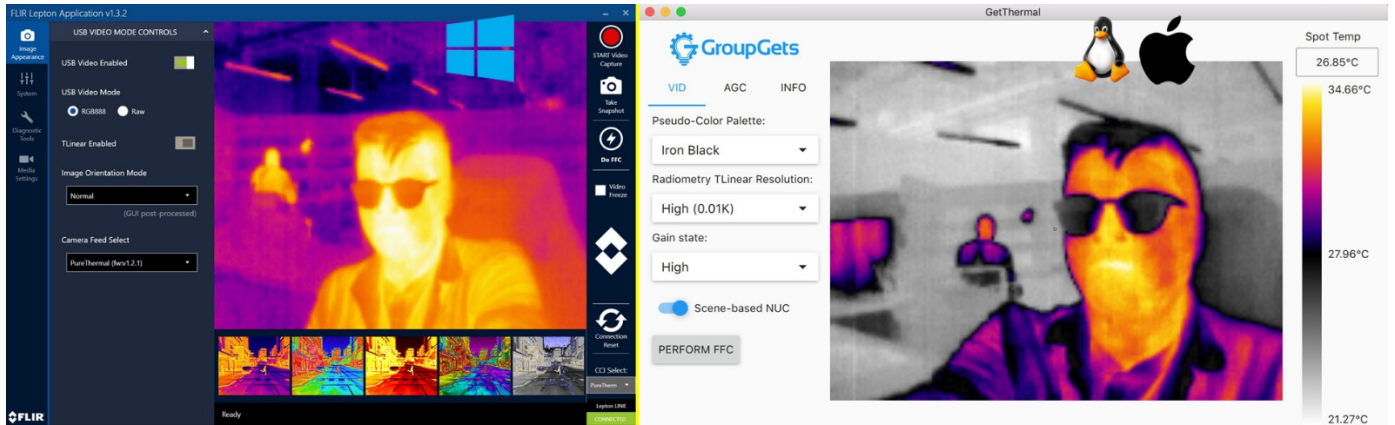 FLIR Lepton Application v1.3.2
Image
Appearance
System
Diagnostic
Tools
Media
Settings
FLIR
USB VIDEO MODE CONTROLS
USB Video Enabled
USB Video Mode
RGB888
Raw
TLinear Enabled
Image Orientation Mode
Normal
(GUI post-processed)
Camera Feed Select
PureThermal (fw:v1.2.1)
Ready
START Video
Capture
Take
Snapshot
Do FFC
Video
Freeze
Connection
Reset
CCI Select:
PureTherm
Lepton LINK
CONNECTED
GetThermal
GroupGets
VID
AGC
INFO
Pseudo-Color Palette:
Iron Black
Radiometry TLinear Resolution:
High (0.01K)
Gain state:
High
Scene-based NUC
PERFORM FFC
Spot Temp
26.85°C
34.66°C
27.96°C
21.27°C